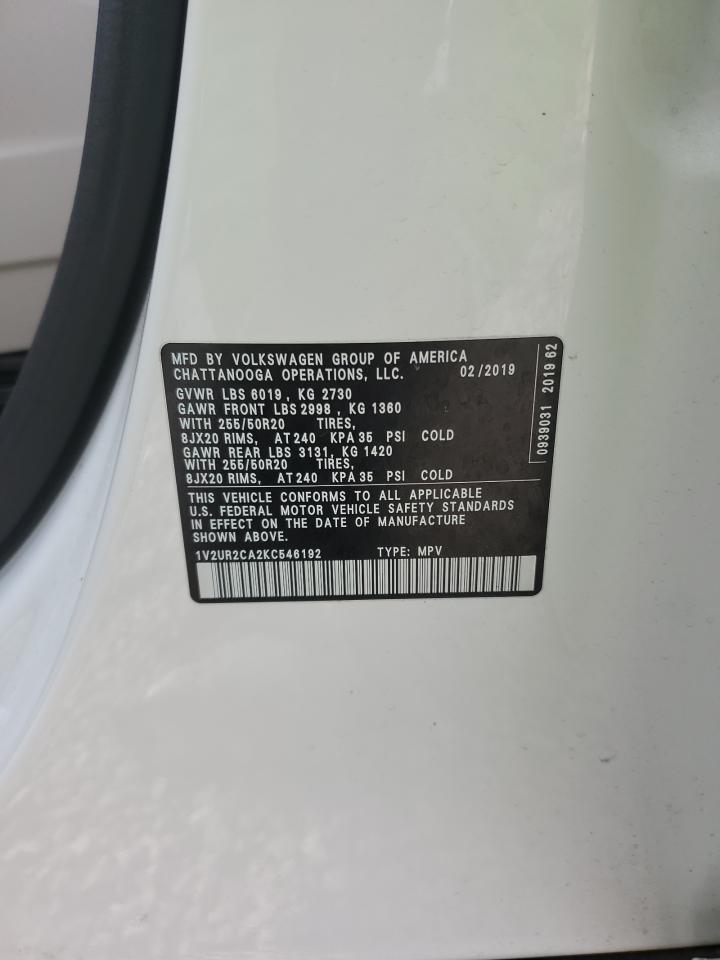 MFD BY VOLKSWAGEN GROUP OF AMERICA
CHATTANOOGA OPERATIONS, LLC. 02/2019
GVWR LBS 6019, KG 2730
GAWR FRONT LBS 2998, KG 1360
WITH 255/50R20 TIRES,
8JX20 RIMS, AT 240 KPA 35 PSI COLD
GAWR REAR LBS 3131, KG 1420
WITH 255/50R20 TIRES,
8JX20 RIMS, AT 240 KPA 35 PSI COLD
THIS VEHICLE CONFORMS TO ALL APPLICABLE
U.S. FEDERAL MOTOR VEHICLE SAFETY STANDARDS
IN EFFECT ON THE DATE OF MANUFACTURE
SHOWN ABOVE.
1V2UR2CA2KC546192 TYPE: MPV
0939031 2019 62